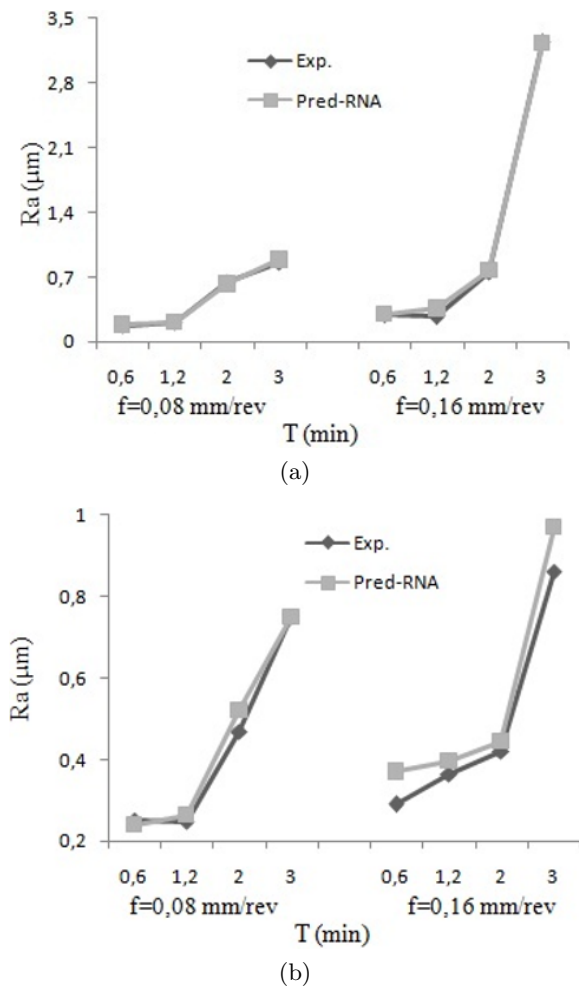 3,5
Exp.
2,8
Pred-RNA
2,1
Ra (µm)
1,4
0,7
0
0,6 1,2 2 3 0,6 1,2 2 3
f=0,08 mm/rev f=0,16 mm/rev
T (min)
(a)
1
Exp.
0,8
Pred-RNA
Ra (µm)
0,6
0,4
0,2
0,6 1,2 2 3 0,6 1,2 2 3
f=0,08 mm/rev f=0,16 mm/rev
T (min)
(b)